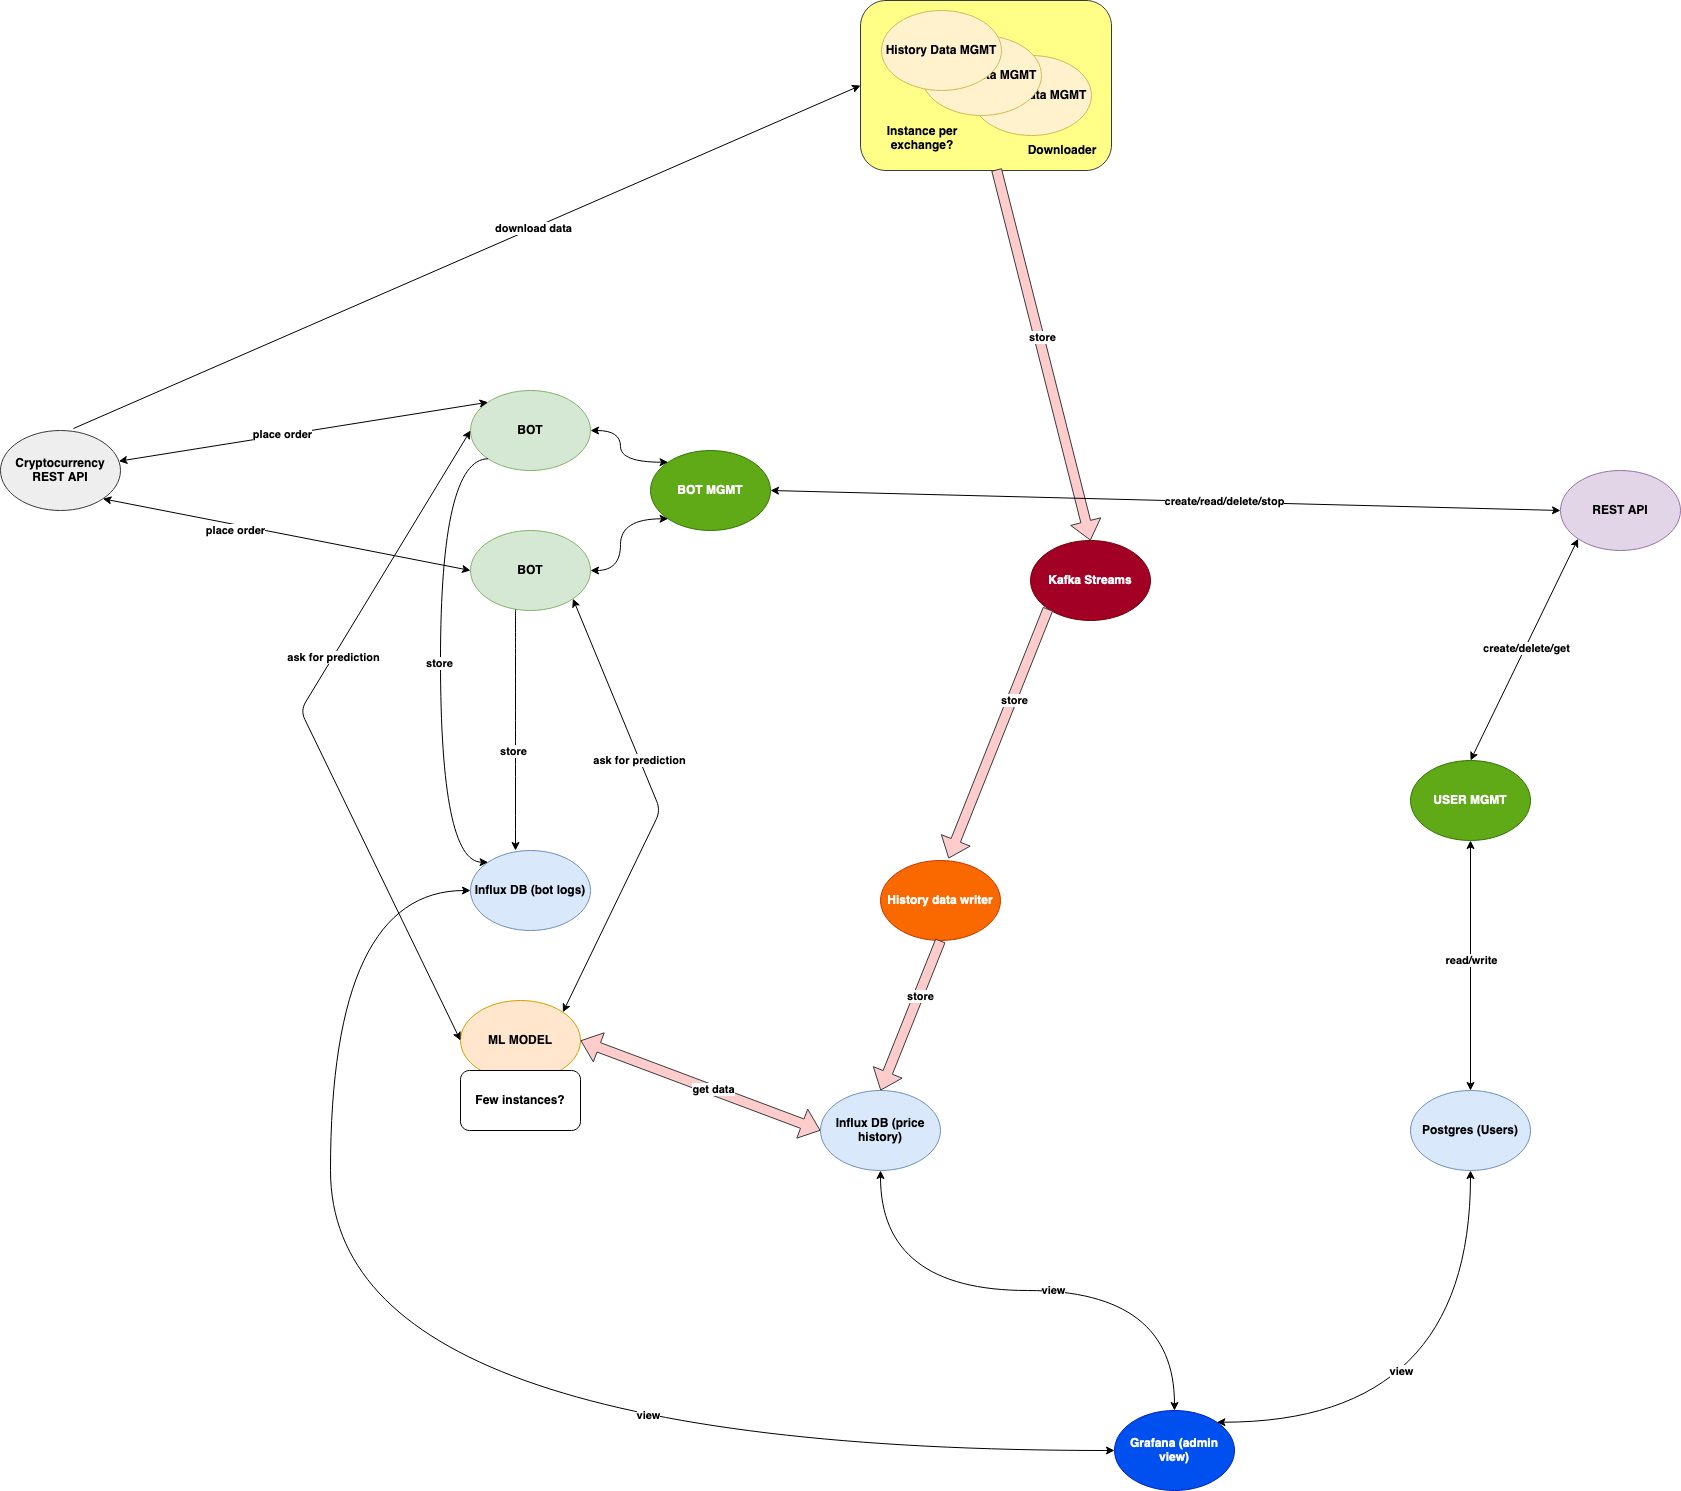 History Data MGMT
ta MGMT
ata MGMT
Instance per
exchange?
Downloader
download data
store
place order
BOT
Cryptocurrency
REST API
BOT MGMT
create/read/delete/stop
REST API
place order
BOT
Kafka Streams
create/delete/get
ask for prediction
store
store
store
ask for prediction
USER MGMT
Influx DB (bot logs)
History data writer
read/write
store
ML MODEL
get data
Few instances?
Influx DB (price
history)
Postgres (Users)
view
view
view
Grafana (admin
view)